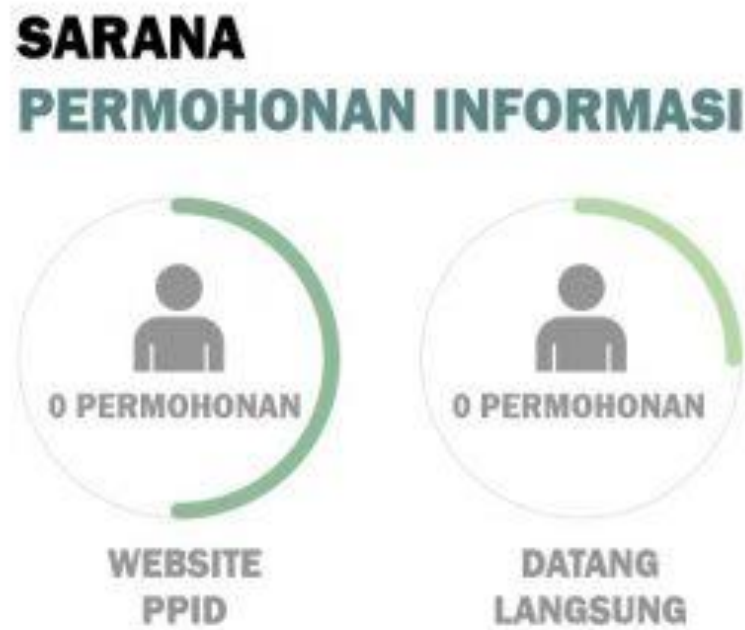 SARANA
PERMOHONAN INFORMASI
0 PERMOHONAN
WEBSITE
PPID
0 PERMOHONAN
DATANG
LANGSUNG